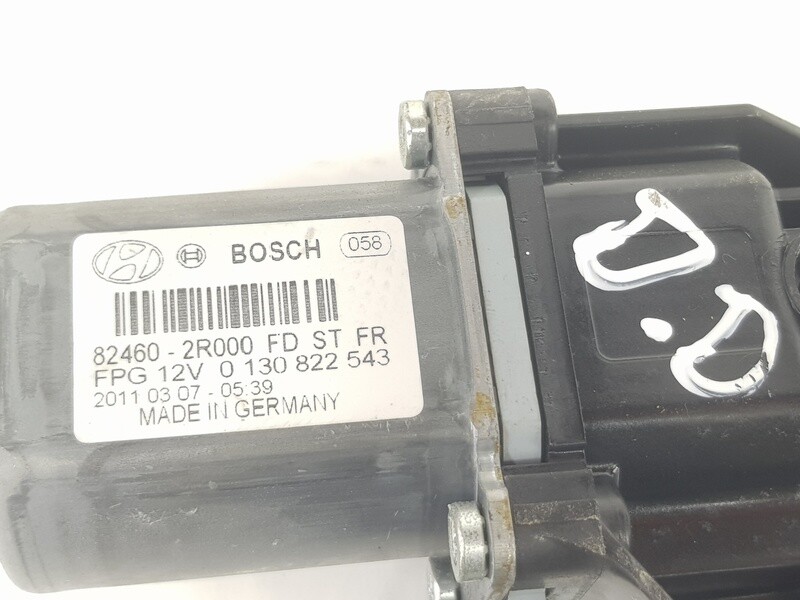 BOSCH 058
82460-2R000 FD ST FR
FPG 12V 0 130 822 543
2011 03 07 - 05:39
MADE IN GERMANY
D.D